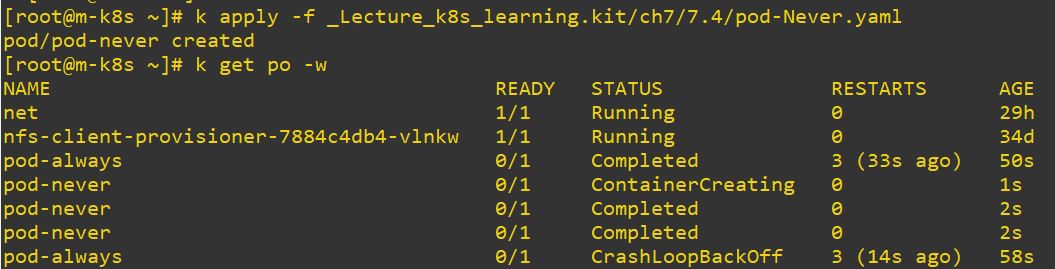 [root@m-k8s ~]# k apply -f _Lecture_k8s_learning.kit/ch7/7.4/pod-Never.yaml
pod/pod-never created
[root@m-k8s ~]# k get po -w
NAME READY STATUS RESTARTS AGE
net 1/1 Running 0 29h
nfs-client-provisioner-7884c4db4-vlnkw 1/1 Running 0 34d
pod-always 0/1 Completed 3 (33s ago) 50s
pod-never 0/1 ContainerCreating 0 1s
pod-never 0/1 Completed 0 2s
pod-never 0/1 Completed 0 2s
pod-always 0/1 CrashLoopBackOff 3 (14s ago) 58s